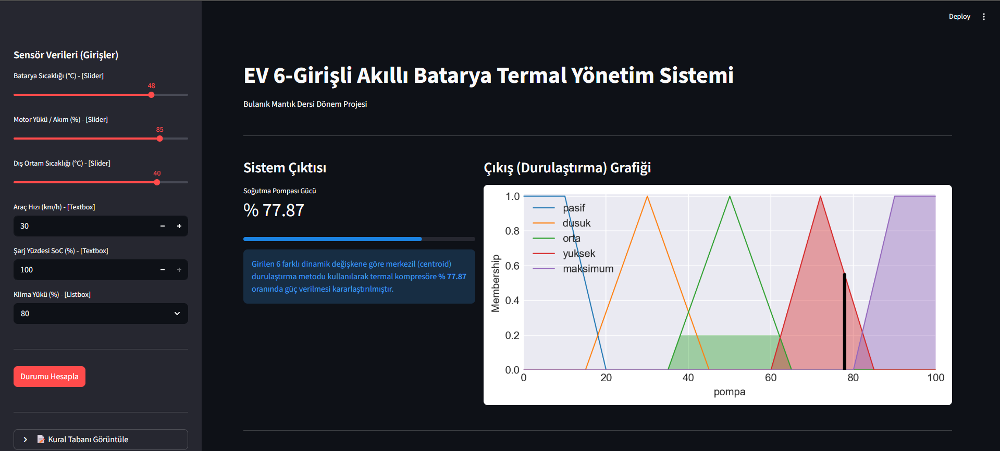 Deploy
Sensör Verileri (Girişler)
Batarya Sıcaklığı (°C) - [Slider]
48
Motor Yükü / Akım (%) - [Slider]
85
Dış Ortam Sıcaklığı (°C) - [Slider]
40
Araç Hızı (km/h) - [Textbox]
30
Şarj Yüzdesi SoC (%) - [Textbox]
100
Klima Yükü (%) - [Listbox]
80
Durumu Hesapla
Kural Tabanı Görüntüle
EV 6-Girişli Akıllı Batarya Termal Yönetim Sistemi
Bulanık Mantık Dersi Dönem Projesi
Sistem Çıktısı
Soğutma Pompası Gücü
% 77.87
Girilen 6 farklı dinamik değişkene göre merkezil (centroid)
durulaştırma metodu kullanılarak termal kompresöre % 77.87
oranında güç verilmesi kararlaştırılmıştır.
Çıkış (Durulaştırma) Grafiği
1.0
0.8
0.6
0.4
0.2
0.0
Membership
pasif
dusuk
orta
yuksek
maksimum
0 20 40 60 80 100
pompa